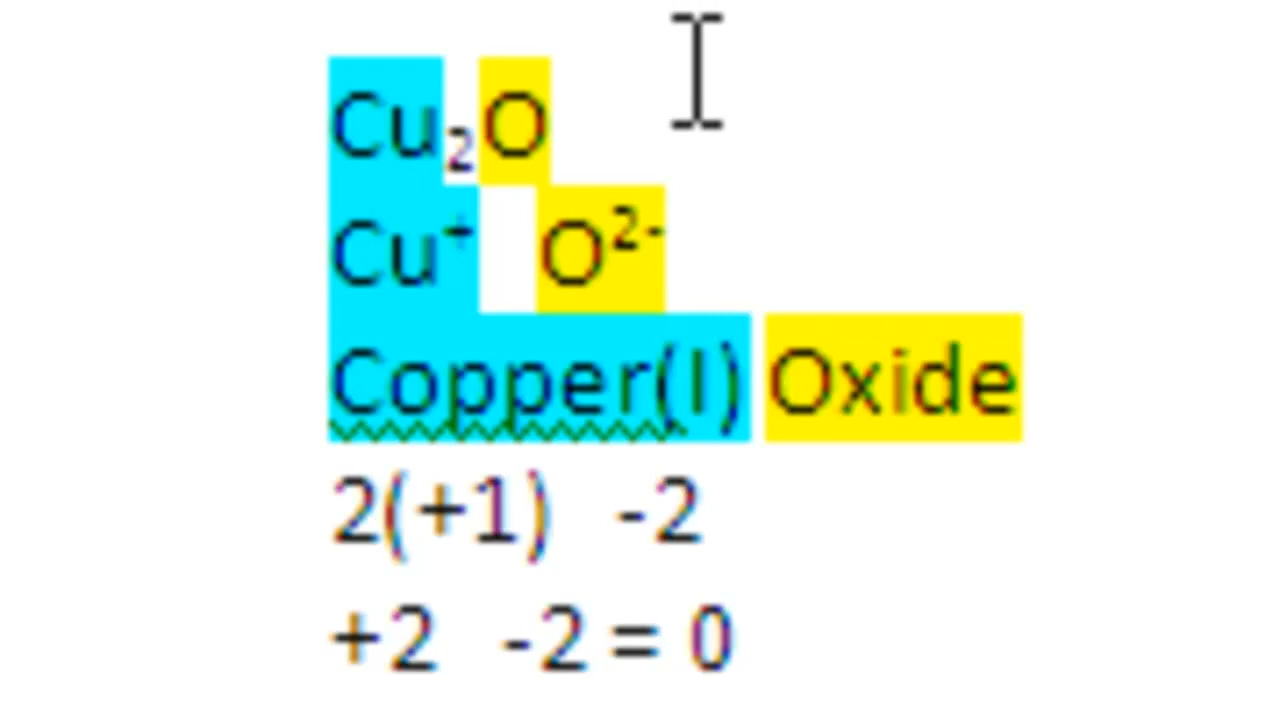 Cu₂O
Cu⁺ O²⁻
Copper(I) Oxide
2(+1) -2
+2 -2 = 0